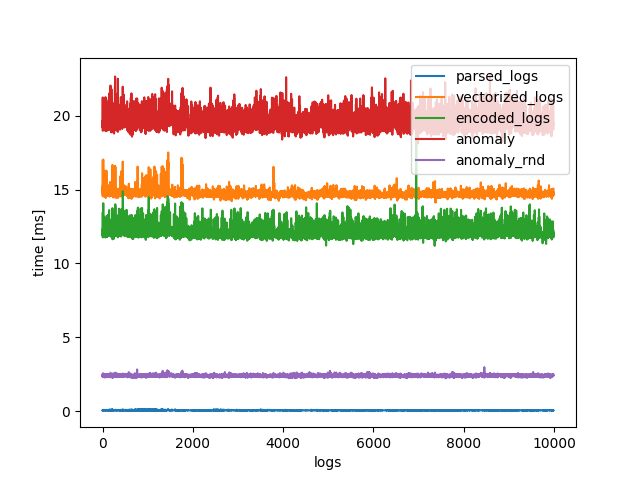 parsed_logs
vectorized_logs
encoded_logs
anomaly
anomaly_rnd
20
15
10
5
0
time [ms]
0 2000 4000 6000 8000 10000
logs